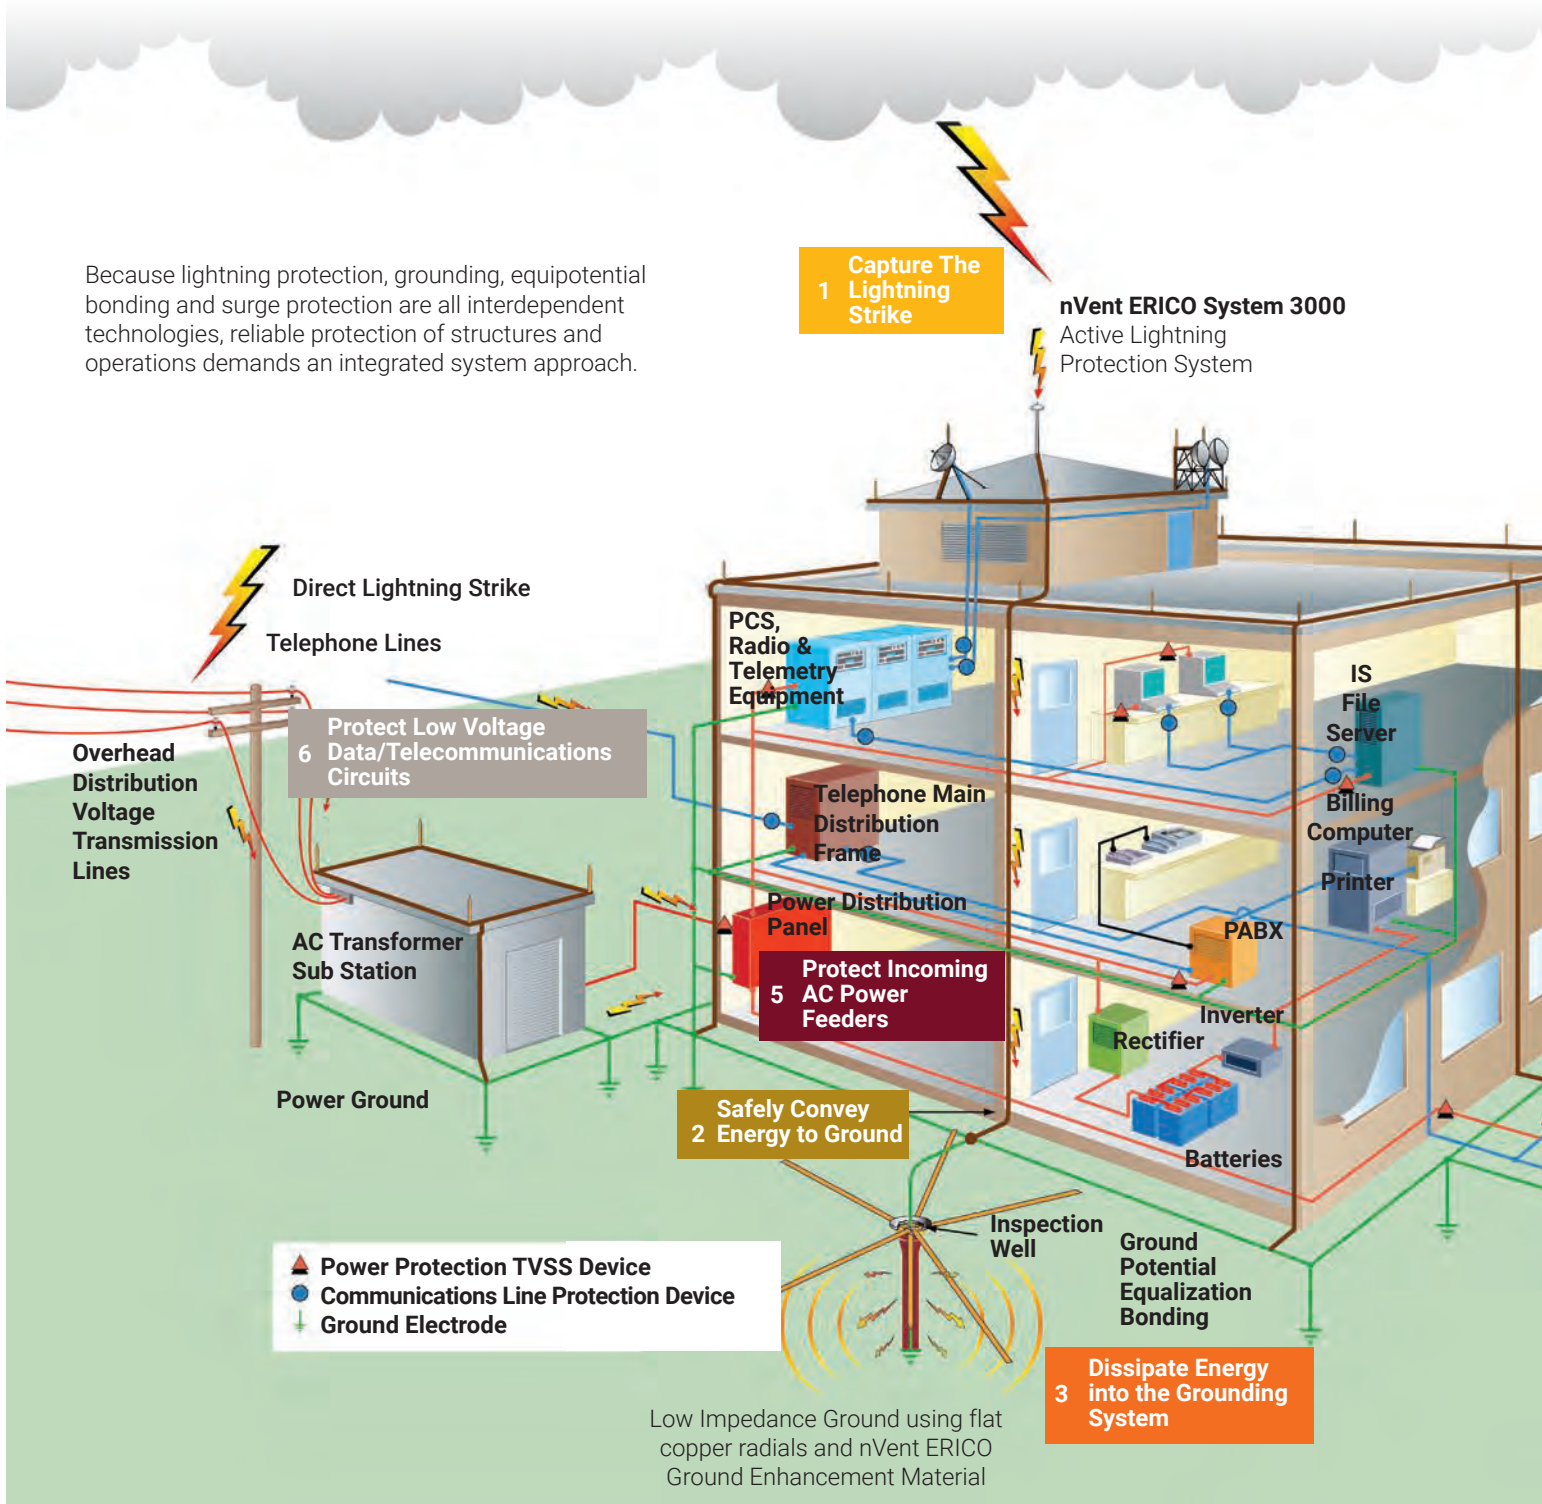 Because lightning protection, grounding, equipotential
bonding and surge protection are all interdependent
technologies, reliable protection of structures and
operations demands an integrated system approach.
1 Capture The
Lightning
Strike
nVent ERICO System 3000
Active Lightning
Protection System
Direct Lightning Strike
Telephone Lines
6 Protect Low Voltage
Data/Telecommunications
Circuits
Overhead
Distribution
Voltage
Transmission
Lines
PCS,
Radio &
Telemetry
Equipment
IS
File
Server
Telephone Main
Distribution
Frame
Billing
Computer
Printer
Power Distribution
Panel
PABX
AC Transformer
Sub Station
5 Protect Incoming
AC Power
Feeders
Inverter
Rectifier
Power Ground
2 Safely Convey
Energy to Ground
Batteries
Inspection
Well
Ground
Potential
Equalization
Bonding
Power Protection TVSS Device
Communications Line Protection Device
Ground Electrode
3 Dissipate Energy
into the Grounding
System
Low Impedance Ground using flat
copper radials and nVent ERICO
Ground Enhancement Material